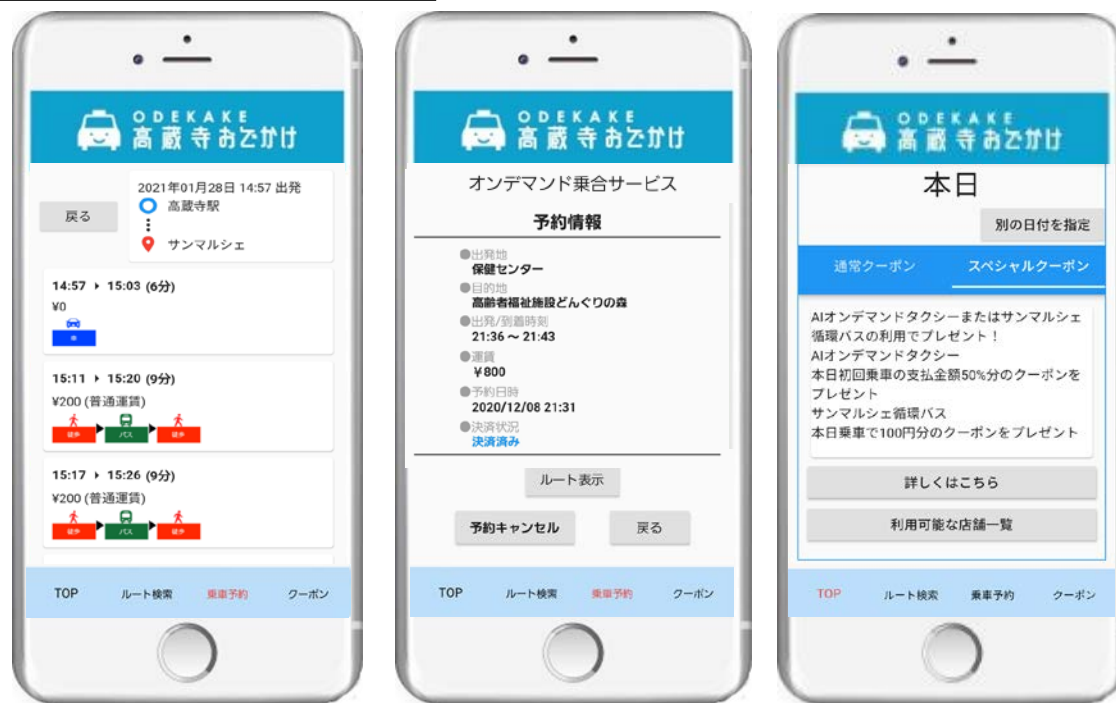 ODEKAKE
高蔵寺おでかけ
戻る
2021年01月28日 14:57 出発
高蔵寺駅
サンマルシェ
14:57 ▸ 15:03 (6分)
¥0
車
15:11 ▸ 15:20 (9分)
¥200 (普通運賃)
徒歩 バス 徒歩
15:17 ▸ 15:26 (9分)
¥200 (普通運賃)
徒歩 バス 徒歩
TOP ルート検索 乗車予約 クーポン
ODEKAKE
高蔵寺おでかけ
オンデマンド乗合サービス
予約情報
●出発地
保健センター
●目的地
高齢者福祉施設どんぐりの森
●出発/到着時刻
21:36 ～ 21:43
●運賃
￥800
●予約日時
2020/12/08 21:31
●決済状況
決済済み
ルート表示
予約キャンセル 戻る
TOP ルート検索 乗車予約 クーポン
ODEKAKE
高蔵寺おでかけ
本日
別の日付を指定
通常クーポン スペシャルクーポン
AIオンデマンドタクシーまたはサンマルシェ
循環バスの利用でプレゼント！
AIオンデマンドタクシー
本日初回乗車の支払金額50%分のクーポンを
プレゼント
サンマルシェ循環バス
本日乗車で100円分のクーポンをプレゼント
詳しくはこちら
利用可能な店舗一覧
TOP ルート検索 乗車予約 クーポン